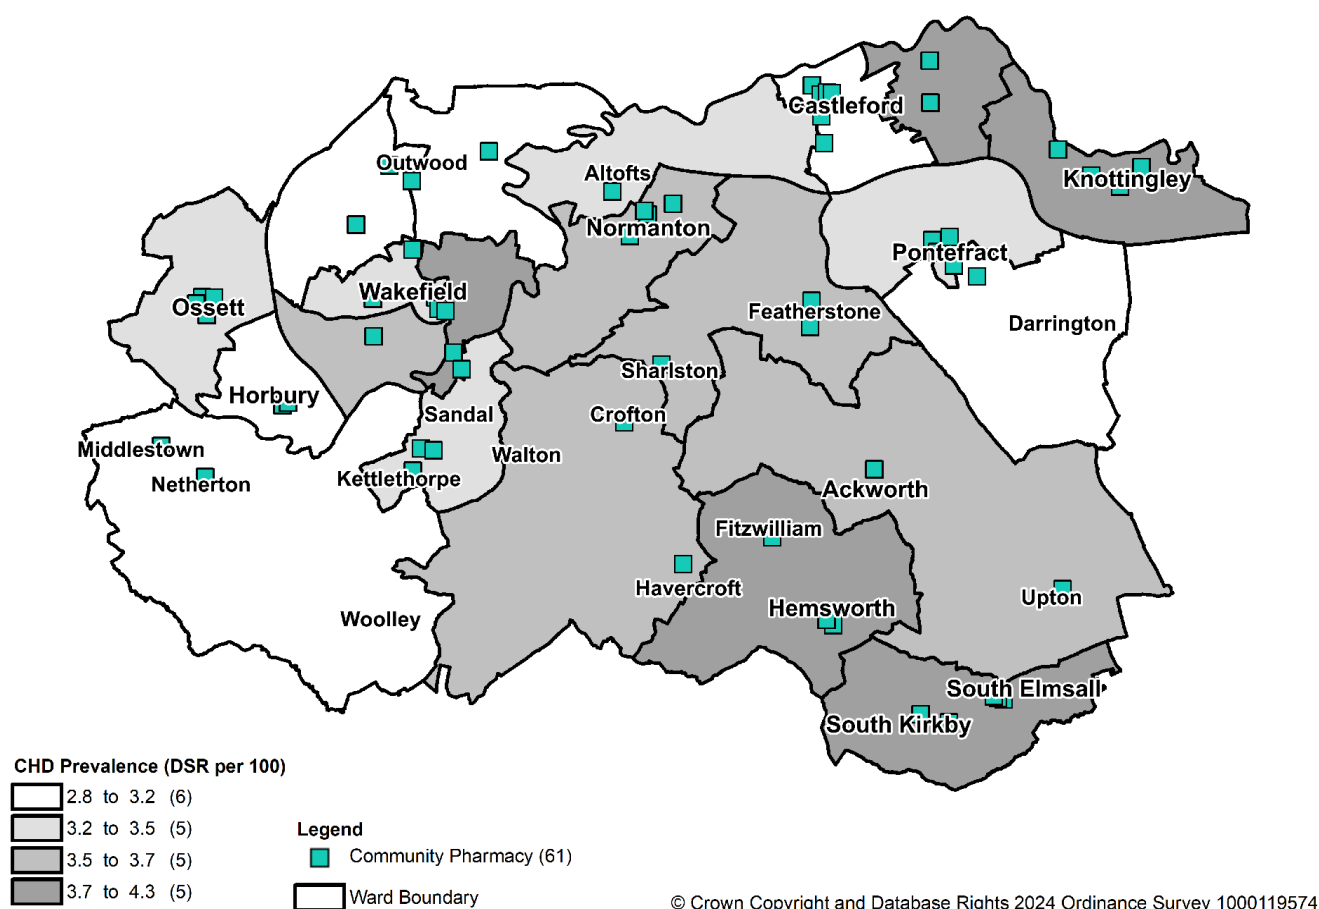 Castleford
Outwood
Altofts
Knottingley
Normanton
Pontefract
Wakefield
Ossett
Featherstone
Darrington
Sharlston
Horbury
Sandal
Crofton
Middlestown
Walton
Netherton
Kettlethorpe
Ackworth
Fitzwilliam
Havercroft
Upton
Hemsworth
Woolley
South Elmsall
South Kirkby
CHD Prevalence (DSR per 100)
2.8 to 3.2 (6)
3.2 to 3.5 (5)
3.5 to 3.7 (5)
3.7 to 4.3 (5)
Legend
Community Pharmacy (61)
Ward Boundary
© Crown Copyright and Database Rights 2024 Ordinance Survey 1000119574